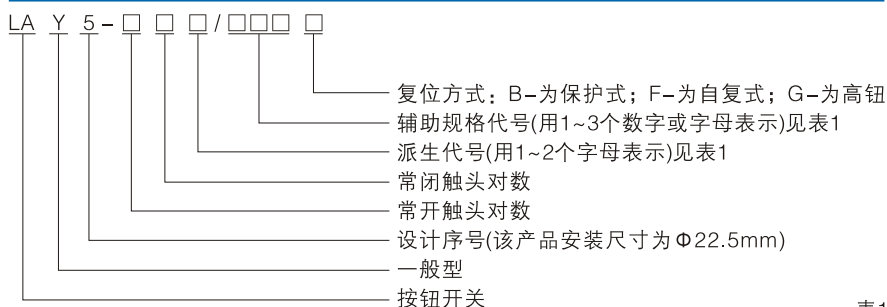 LA Y 5-□ □ □/□□□ □
复位方式：B-为保护式；F-为自复式；G-为高钮
辅助规格代号(用1~3个数字或字母表示)见表1
派生代号(用1~2个字母表示)见表1
常闭触头对数
常开触头对数
设计序号(该产品安装尺寸为Φ22.5mm)
一般型
按钮开关